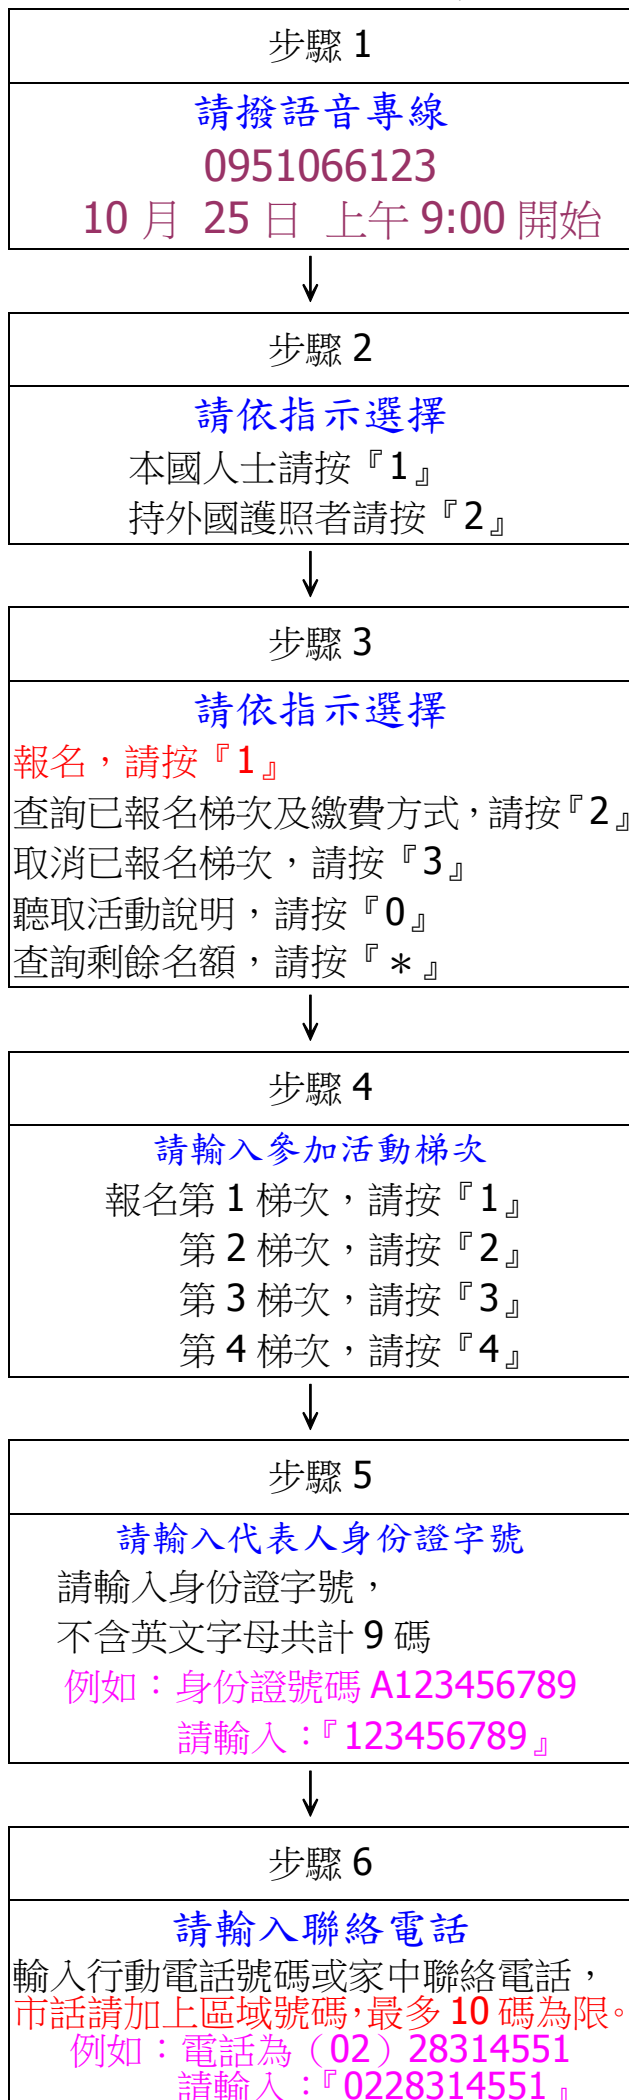 步驟 1
請撥語音專線
0951066123
10 月 25 日 上午 9:00 開始
步驟 2
請依指示選擇
本國人士請按『1』
持外國護照者請按『2』
步驟 3
請依指示選擇
報名，請按『1』
查詢已報名梯次及繳費方式，請按『2』
取消已報名梯次，請按『3』
聽取活動說明，請按『0』
查詢剩餘名額，請按『＊』
步驟 4
請輸入參加活動梯次
報名第 1 梯次，請按『1』
第 2 梯次，請按『2』
第 3 梯次，請按『3』
第 4 梯次，請按『4』
步驟 5
請輸入代表人身份證字號
請輸入身份證字號，
不含英文字母共計 9 碼
例如：身份證號碼 A123456789
請輸入：『123456789』
步驟 6
請輸入聯絡電話
輸入行動電話號碼或家中聯絡電話，
市話請加上區域號碼，最多 10 碼為限。
例如：電話為（02）28314551
請輸入：『0228314551』